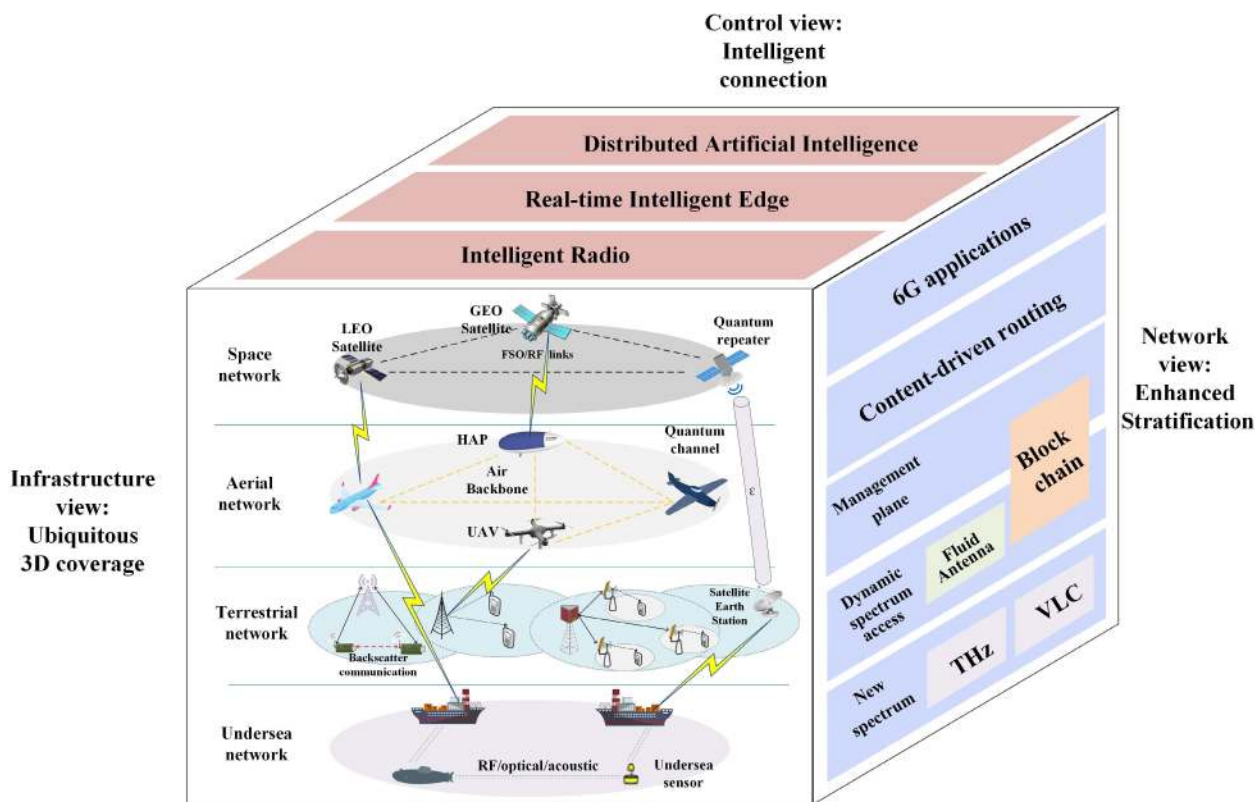 Control view:
Intelligent
connection
Distributed Artificial Intelligence
Real-time Intelligent Edge
Intelligent Radio
Infrastructure
view:
Ubiquitous
3D coverage
Space
network
LEO
Satellite
GEO
Satellite
FSO/RF links
Quantum
repeater
Aerial
network
HAP
Air
Backbone
UAV
Quantum
channel
ε
Terrestrial
network
Backscatter
communication
Satellite
Earth
Station
Undersea
network
RF/optical/acoustic
Undersea
sensor
6G applications
Content-driven routing
Management
plane
Block
chain
Dynamic
spectrum
access
Fluid
Antenna
New
spectrum
THz
VLC
Network
view:
Enhanced
Stratification